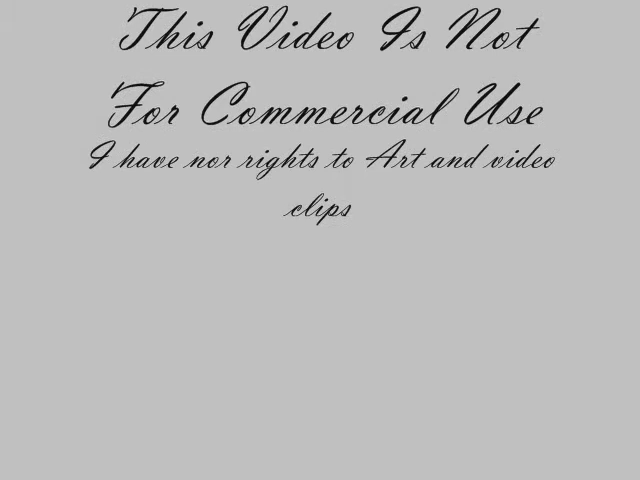 This Video Is Not
For Commercial Use
I have nor rights to Art and video
clips